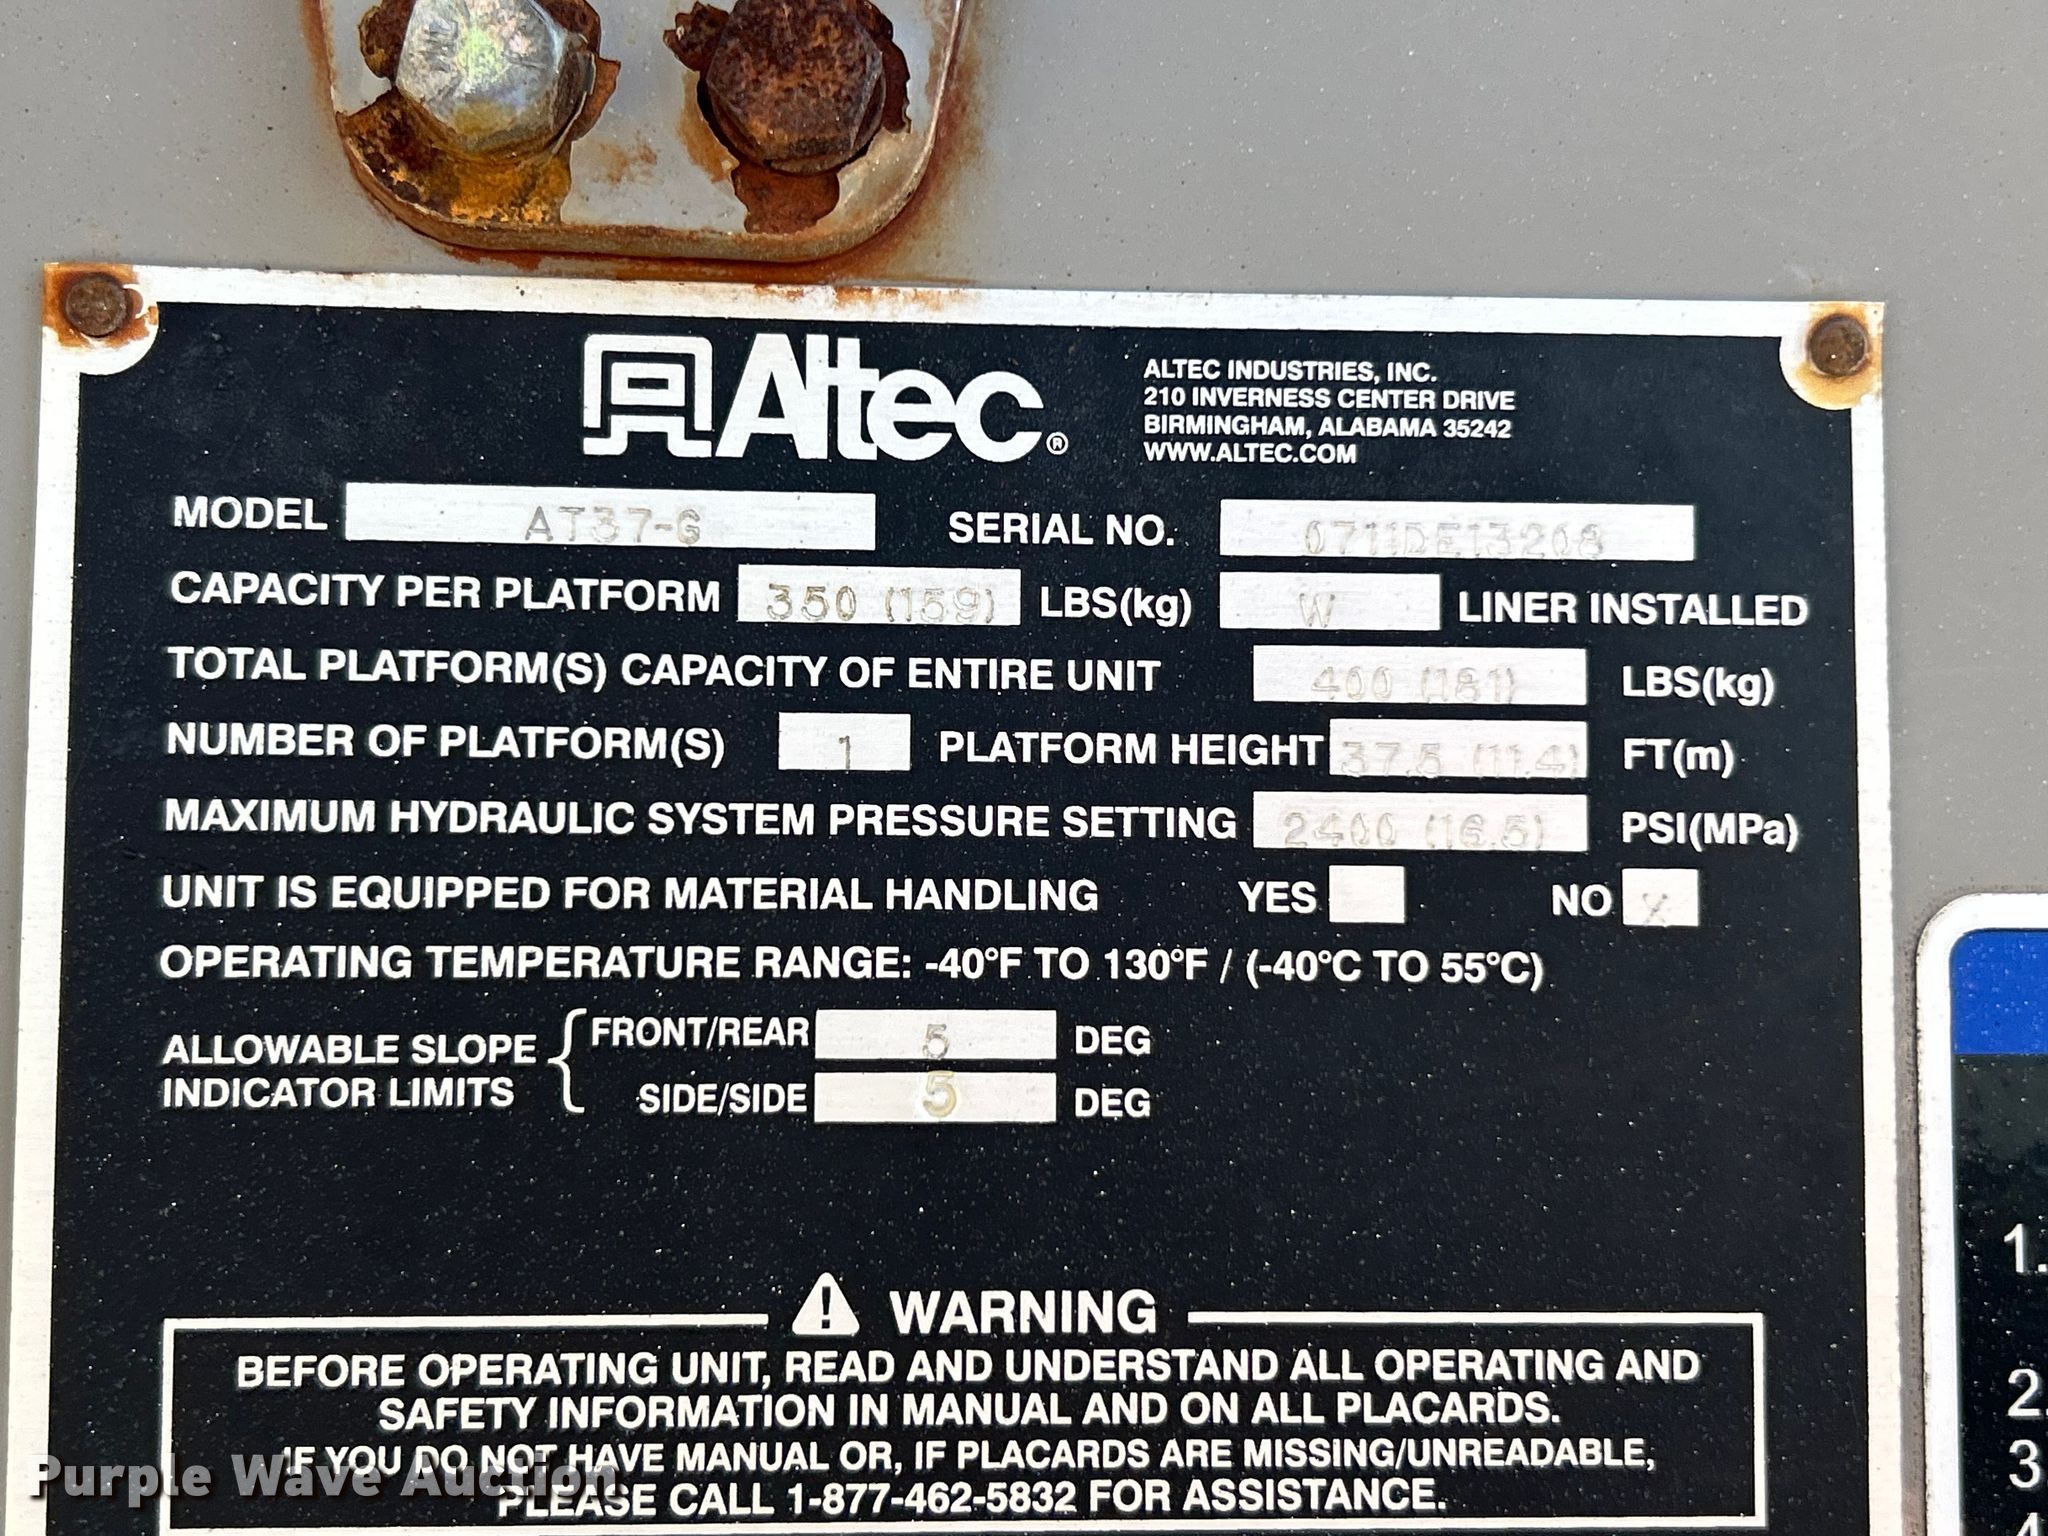 Altec®
ALTEC INDUSTRIES, INC.
210 INVERNESS CENTER DRIVE
BIRMINGHAM, ALABAMA 35242
WWW.ALTEC.COM
MODEL AT37-G SERIAL NO. 0711DE13208
CAPACITY PER PLATFORM 350 (159) LBS(kg) W LINER INSTALLED
TOTAL PLATFORM(S) CAPACITY OF ENTIRE UNIT 400 (181) LBS(kg)
NUMBER OF PLATFORM(S) 1 PLATFORM HEIGHT 37.5 (11.4) FT(m)
MAXIMUM HYDRAULIC SYSTEM PRESSURE SETTING 2400 (16.5) PSI(MPa)
UNIT IS EQUIPPED FOR MATERIAL HANDLING YES NO X
OPERATING TEMPERATURE RANGE: -40°F TO 130°F / (-40°C TO 55°C)
ALLOWABLE SLOPE INDICATOR LIMITS
FRONT/REAR 5 DEG
SIDE/SIDE 5 DEG
WARNING
BEFORE OPERATING UNIT, READ AND UNDERSTAND ALL OPERATING AND
SAFETY INFORMATION IN MANUAL AND ON ALL PLACARDS.
IF YOU DO NOT HAVE MANUAL OR, IF PLACARDS ARE MISSING/UNREADABLE,
PLEASE CALL 1-877-462-5832 FOR ASSISTANCE.
1.
2.
3
Purple Wave Auction